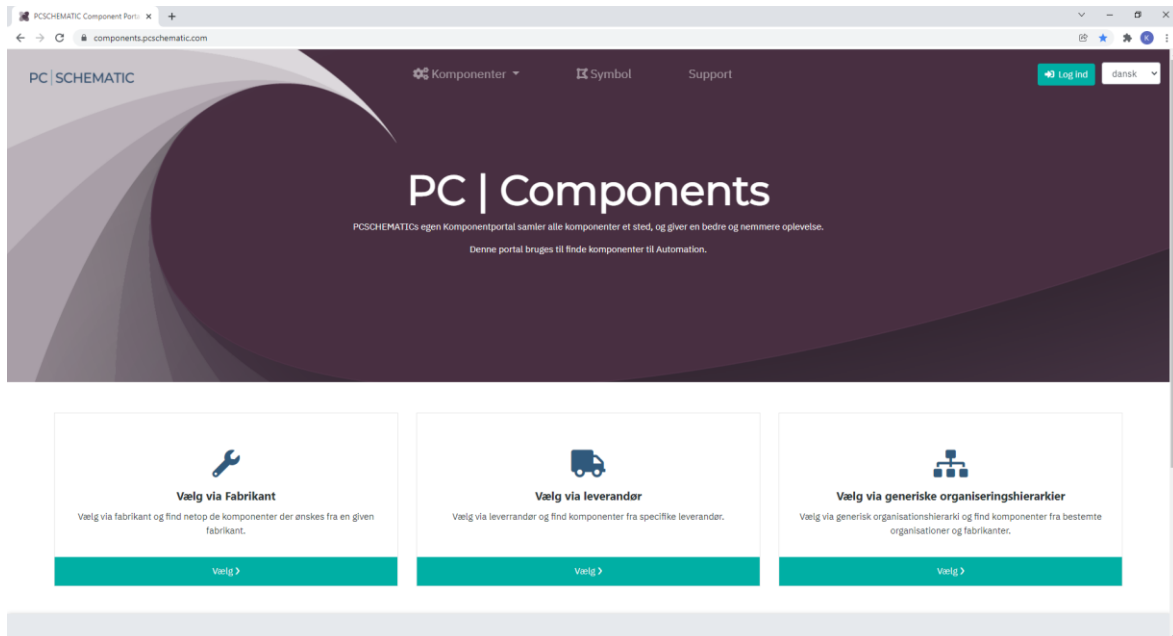 PCSCHEMATIC Component Porta
components.pcschematic.com
K
PC|SCHEMATIC
Komponenter
Symbol
Support
Log ind
dansk
PC | Components
PCSCHEMATICs egen Komponentportal samler alle komponenter et sted, og giver en bedre og nemmere oplevelse.
Denne portal bruges til finde komponenter til Automation.
Vælg via Fabrikant
Vælg via fabrikant og find netop de komponenter der ønskes fra en given
fabrikant.
Vælg
Vælg via leverandør
Vælg via leverrandør og find komponenter fra specifikke leverandør.
Vælg
Vælg via generiske organiseringshierarkier
Vælg via generisk organisationshierarki og find komponenter fra bestemte
organisationer og fabrikanter.
Vælg